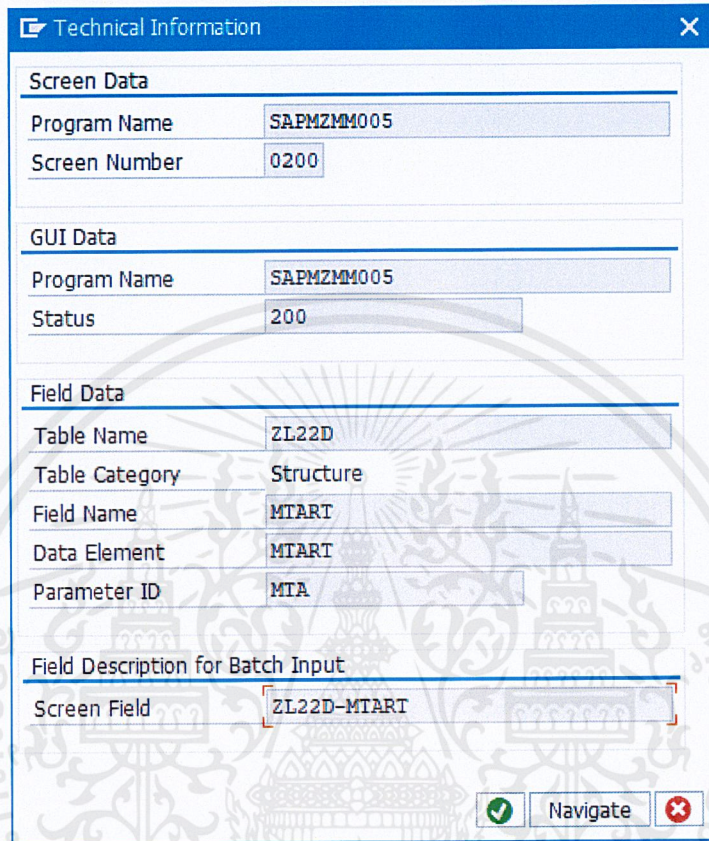 Technical Information
Screen Data
Program Name SAPMZMM005
Screen Number 0200
GUI Data
Program Name SAPMZMM005
Status 200
Field Data
Table Name ZL22D
Table Category Structure
Field Name MTART
Data Element MTART
Parameter ID MTA
Field Description for Batch Input
Screen Field ZL22D-MTART
Navigate